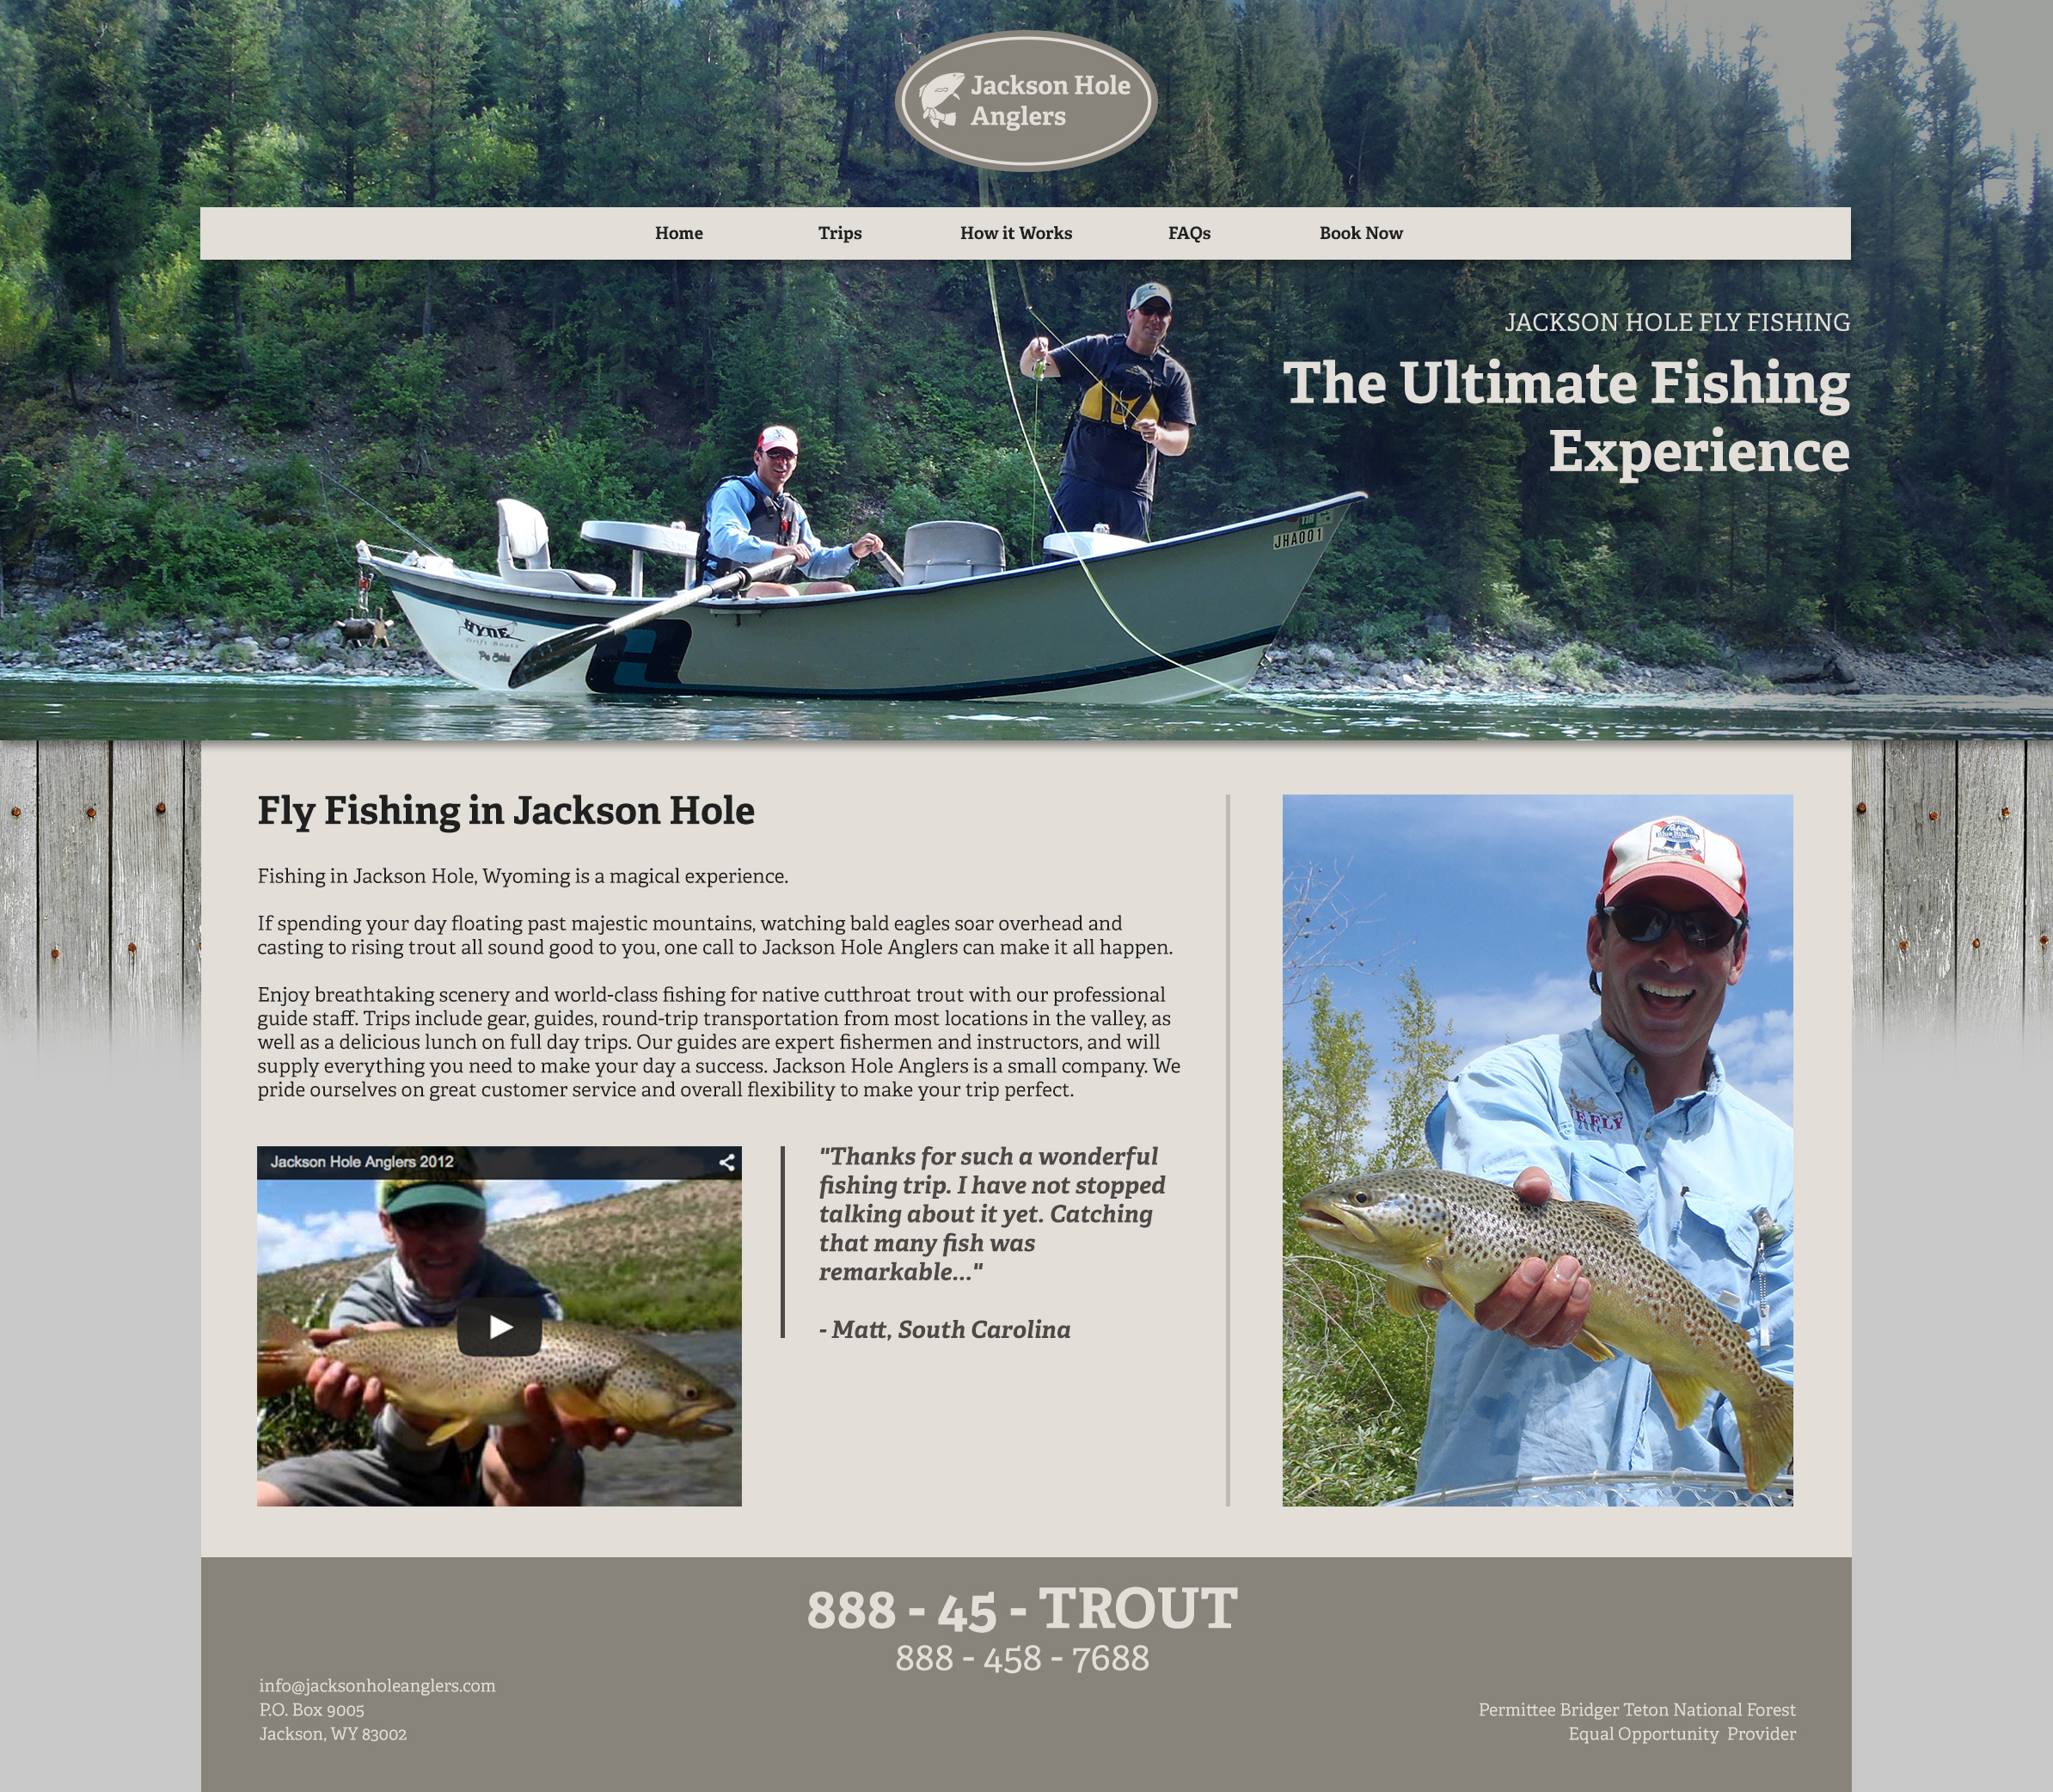 Jackson Hole
Anglers
Home
Trips
How it Works
FAQs
Book Now
JACKSON HOLE FLY FISHING
The Ultimate Fishing
Experience
JHA001
HYDE
Drift Boats
Fly Fishing in Jackson Hole
Fishing in Jackson Hole, Wyoming is a magical experience.
If spending your day floating past majestic mountains, watching bald eagles soar overhead and
casting to rising trout all sound good to you, one call to Jackson Hole Anglers can make it all happen.
Enjoy breathtaking scenery and world-class fishing for native cutthroat trout with our professional
guide staff. Trips include gear, guides, round-trip transportation from most locations in the valley, as
well as a delicious lunch on full day trips. Our guides are expert fishermen and instructors, and will
supply everything you need to make your day a success. Jackson Hole Anglers is a small company. We
pride ourselves on great customer service and overall flexibility to make your trip perfect.
Jackson Hole Anglers 2012
"Thanks for such a wonderful
fishing trip. I have not stopped
talking about it yet. Catching
that many fish was
remarkable..."
- Matt, South Carolina
FLY
888 - 45 - TROUT
888 - 458 - 7688
info@jacksonholeanglers.com
P.O. Box 9005
Jackson, WY 83002
Permittee Bridger Teton National Forest
Equal Opportunity Provider